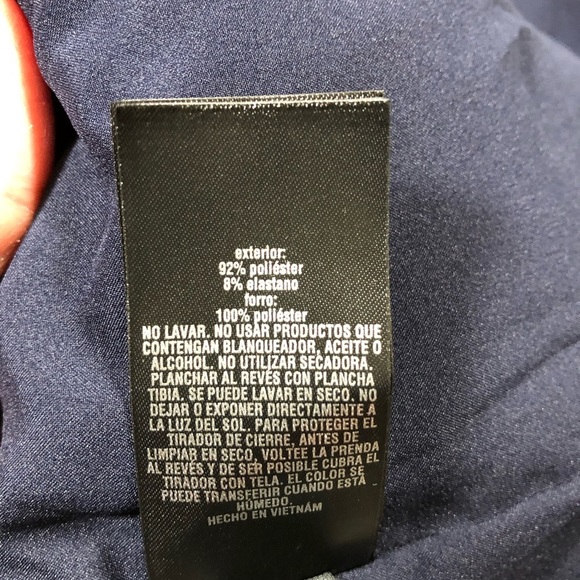 exterior:
92% poliéster
8% elastano
forro:
100% poliéster
NO LAVAR. NO USAR PRODUCTOS QUE
CONTENGAN BLANQUEADOR, ACEITE O
ALCOHOL. NO UTILIZAR SECADORA.
PLANCHAR AL REVÉS CON PLANCHA
TIBIA. SE PUEDE LAVAR EN SECO. NO
DEJAR O EXPONER DIRECTAMENTE A
LA LUZ DEL SOL. PARA PROTEGER EL
TIRADOR DE CIERRE, ANTES DE
LIMPIAR EN SECO, VOLTEE LA PRENDA
AL REVÉS Y DE SER POSIBLE CUBRA EL
TIRADOR CON TELA. EL COLOR SE
PUEDE TRANSFERIR CUANDO ESTÁ
HÚMEDO.
HECHO EN VIETNÁM